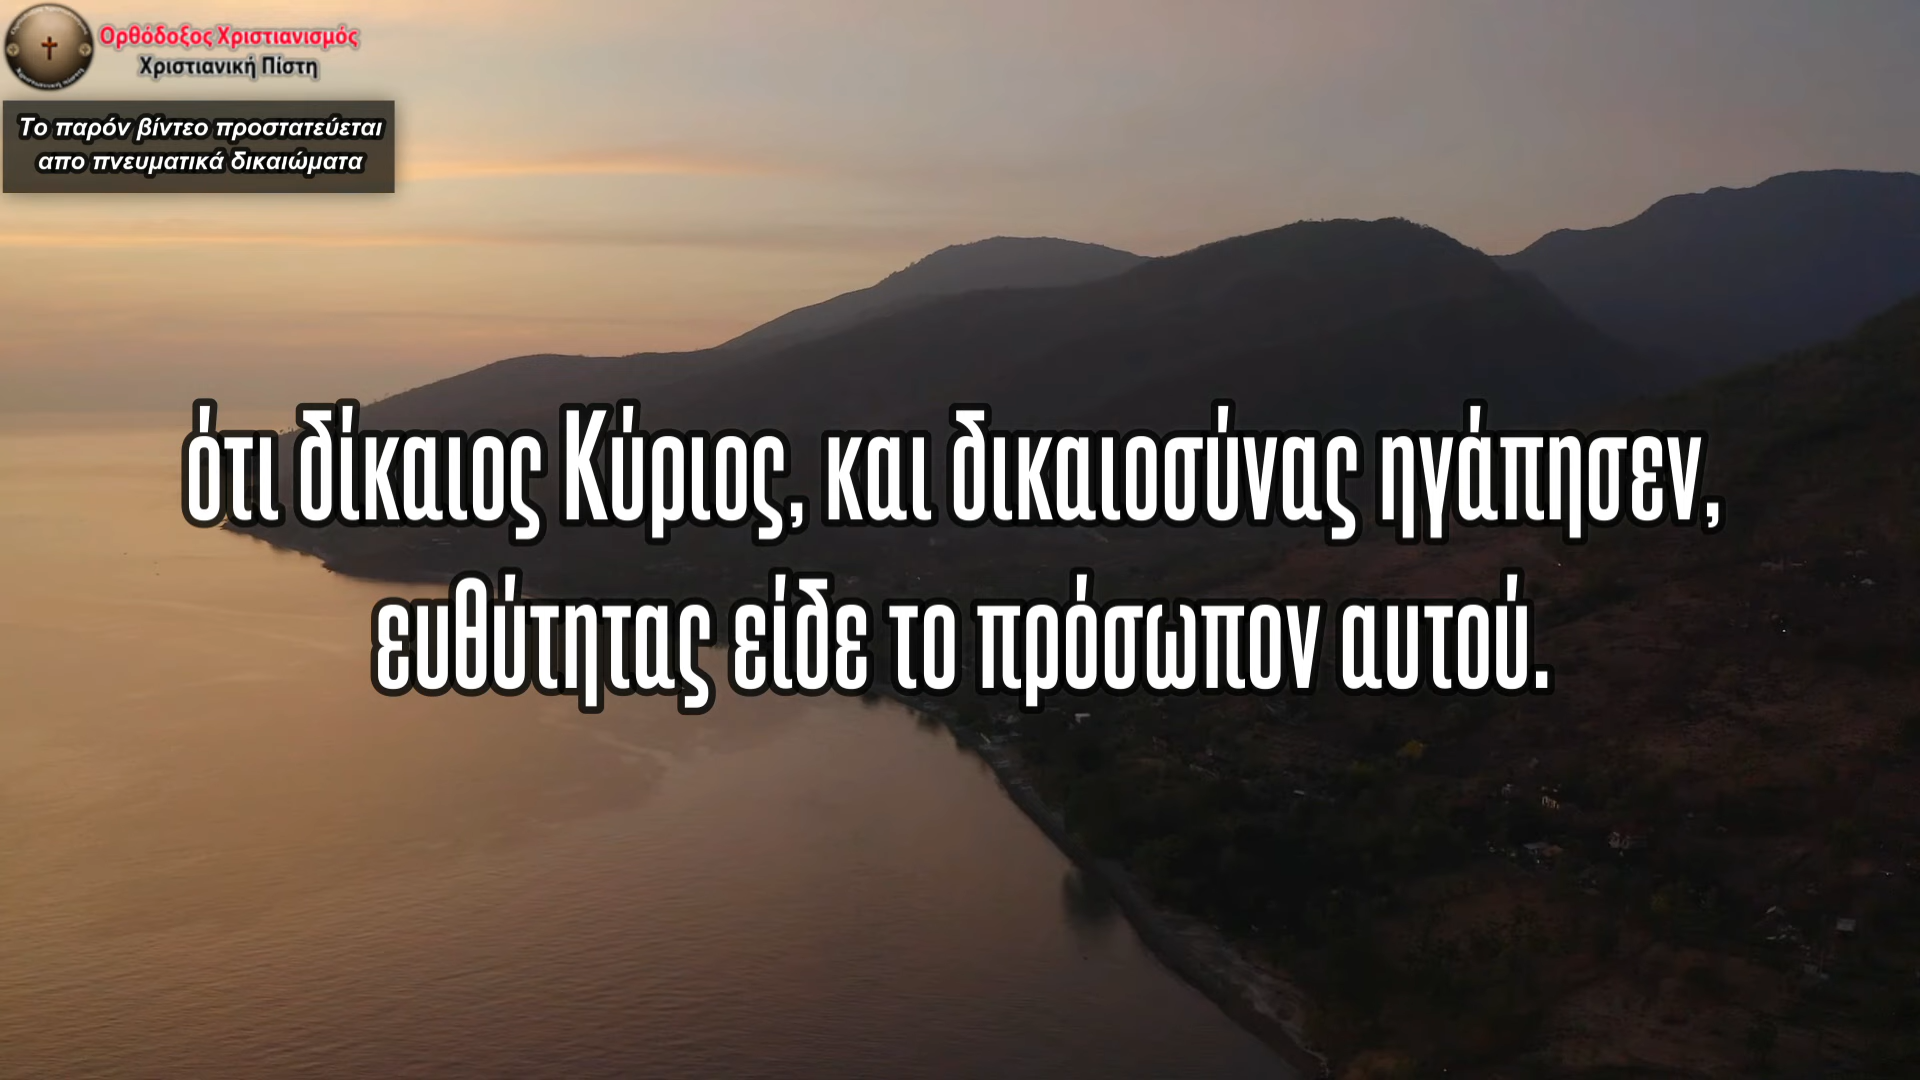 Ορθόδοξος Χριστιανισμός
Χριστιανική Πίστη
Το παρόν βίντεο προστατεύεται
απο πνευματικά δικαιώματα
ότι δίκαιος Κύριος, και δικαιοσύνας ηγάπησεν,
ευθύτητας είδε το πρόσωπον αυτού.